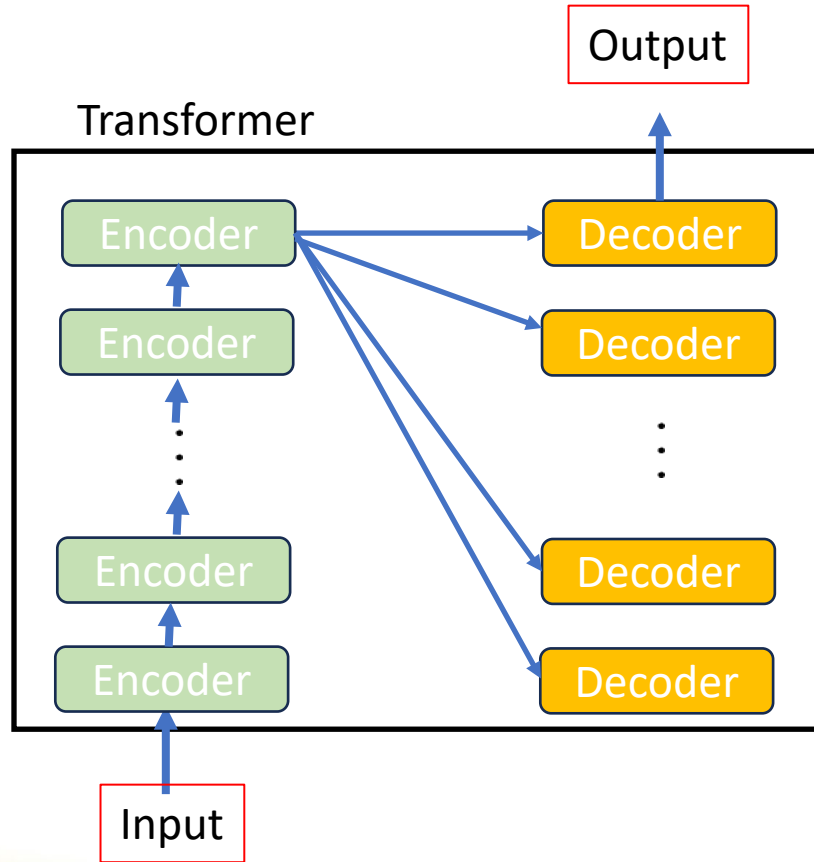 Output
Transformer
Encoder
Decoder
Encoder
Decoder
Encoder
Decoder
Encoder
Decoder
Input